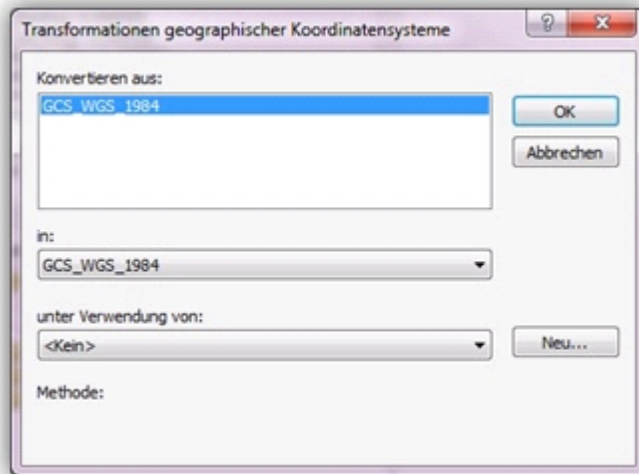 Transformationen geographischer Koordinatensysteme
Konvertieren aus:
GCS_WGS_1984
OK
Abbrechen
in:
GCS_WGS_1984
unter Verwendung von:
<Kein>
Neu...
Methode: